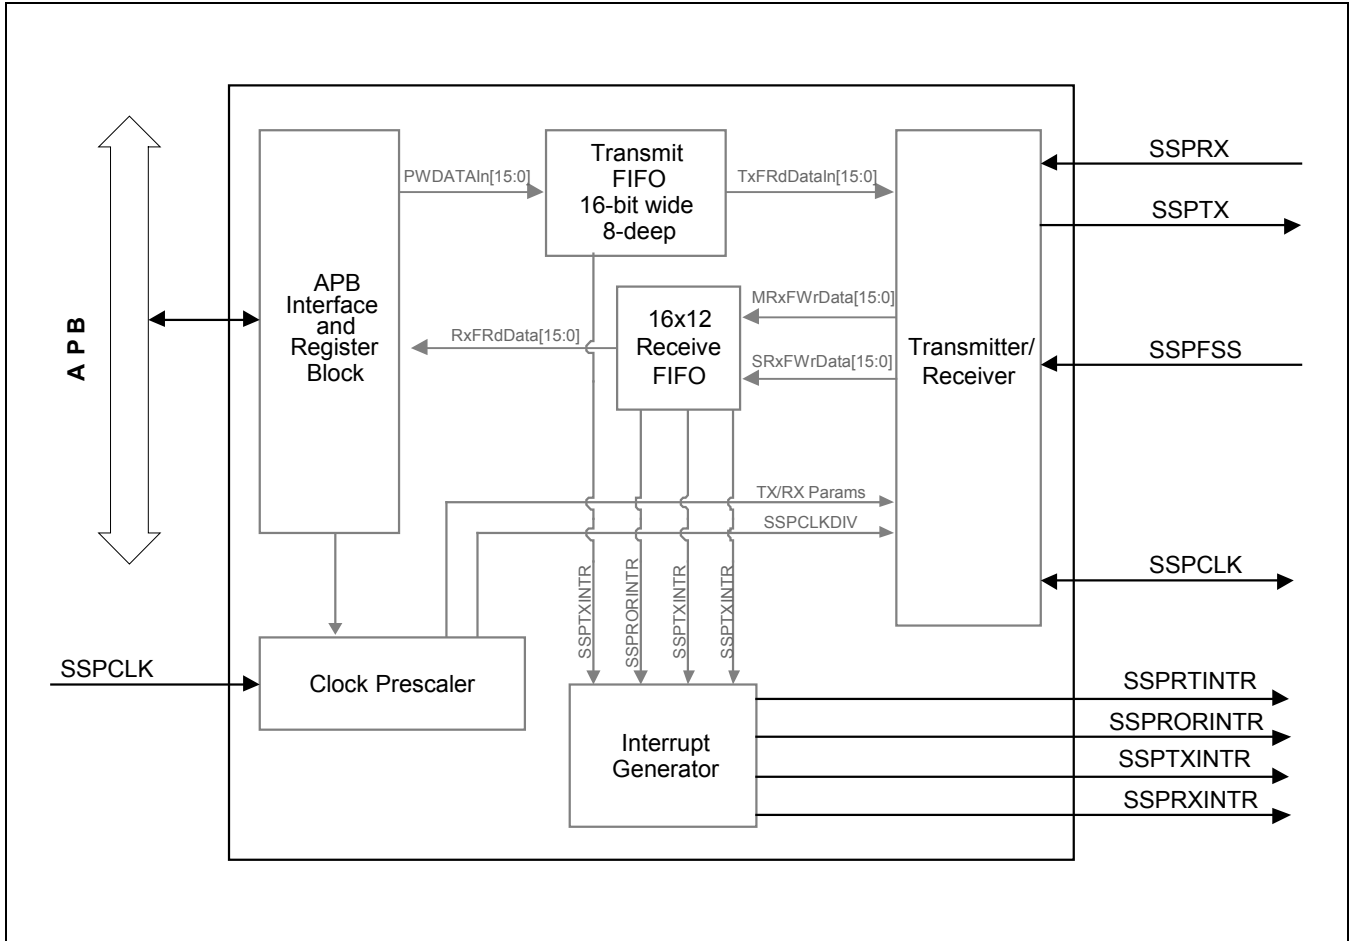 A P B
APB
Interface
and
Register
Block
PWDATAIn[15:0]
Transmit
FIFO
16-bit wide
8-deep
TxFRdDataIn[15:0]
RxFRdData[15:0]
16x12
Receive
FIFO
MRxFWrData[15:0]
SRxFWrData[15:0]
Transmitter/
Receiver
SSPRX
SSPTX
SSPFSS
SSPCLK
TX/RX Params
SSPCLKDIV
SSPTXINTR
SSPRORINTR
SSPTXINTR
SSPTXINTR
SSPCLK
Clock Prescaler
Interrupt
Generator
SSPRTINTR
SSPRORINTR
SSPTXINTR
SSPRXINTR